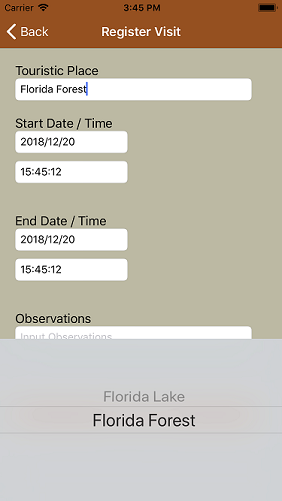 Carrier 3:45 PM
Back Register Visit
Touristic Place
Florida Forest
Start Date / Time
2018/12/20
15:45:12
End Date / Time
2018/12/20
15:45:12
Observations
Input Observations
Florida Lake
Florida Forest